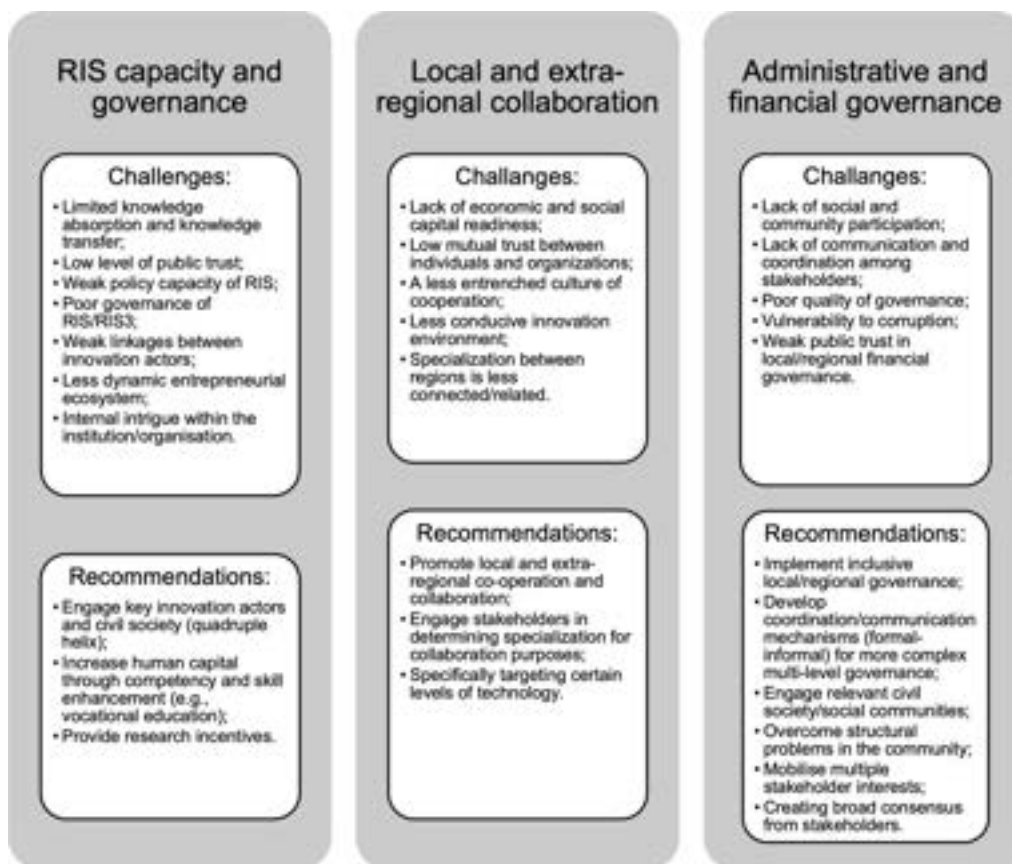 RIS capacity and
governance
Challenges:
• Limited knowledge
absorption and knowledge
transfer;
• Low level of public trust;
• Weak policy capacity of RIS;
• Poor governance of
RIS/RIS3;
• Weak linkages between
innovation actors;
• Less dynamic entrepreneurial
ecosystem;
• Internal intrigue within the
institution/organisation.
Recommendations:
• Engage key innovation actors
and civil society (quadruple
helix);
• Increase human capital
through competency and skill
enhancement (e.g.,
vocational education);
• Provide research incentives.
Local and extra-
regional collaboration
Challanges:
• Lack of economic and social
capital readiness;
• Low mutual trust between
individuals and organizations;
• A less entrenched culture of
cooperation;
• Less conducive innovation
environment;
• Specialization between
regions is less
connected/related.
Recommendations:
• Promote local and extra-
regional co-operation and
collaboration;
• Engage stakeholders in
determining specialization for
collaboration purposes;
• Specifically targeting certain
levels of technology.
Administrative and
financial governance
Challanges:
• Lack of social and
community participation;
• Lack of communication and
coordination among
stakeholders;
• Poor quality of governance;
• Vulnerability to corruption;
• Weak public trust in
local/regional financial
governance.
Recommendations:
• Implement inclusive
local/regional governance;
• Develop
coordination/communication
mechanisms (formal-
informal) for more complex
multi-level governance;
• Engage relevant civil
society/social communities;
• Overcome structural
problems in the community;
• Mobilise multiple
stakeholder interests;
• Creating broad consensus
from stakeholders.